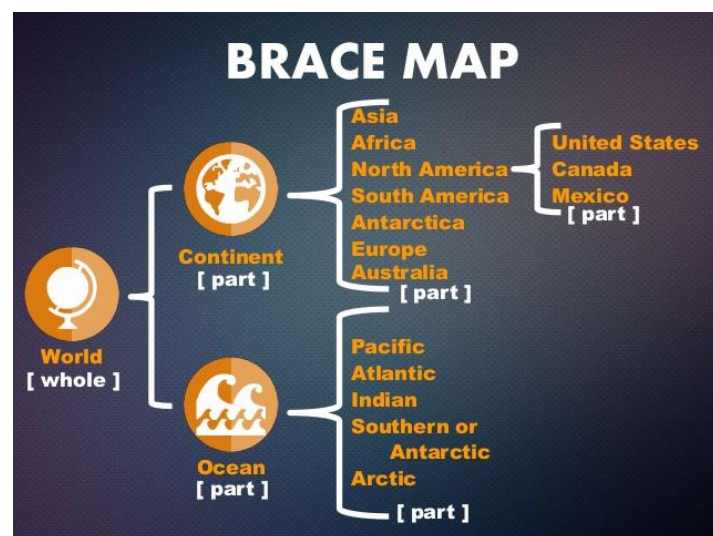 BRACE MAP
World
[ whole ]
Continent
[ part ]
Asia
Africa
North America
South America
Antarctica
Europe
Australia
[ part ]
United States
Canada
Mexico
[ part ]
Ocean
[ part ]
Pacific
Atlantic
Indian
Southern or
Antarctic
Arctic
[ part ]